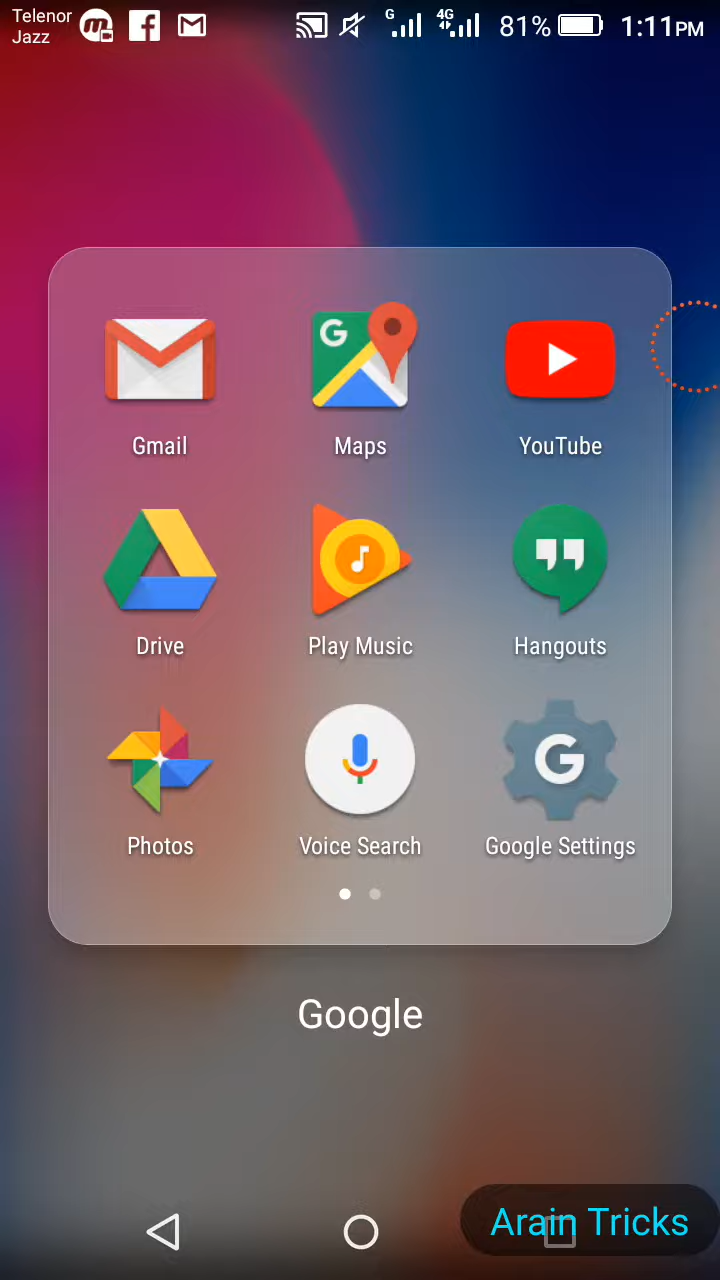 Telenor
Jazz
G
4G
81%
1:11PM
Gmail
Maps
YouTube
Drive
Play Music
Hangouts
Photos
Voice Search
Google Settings
Google
Arain Tricks